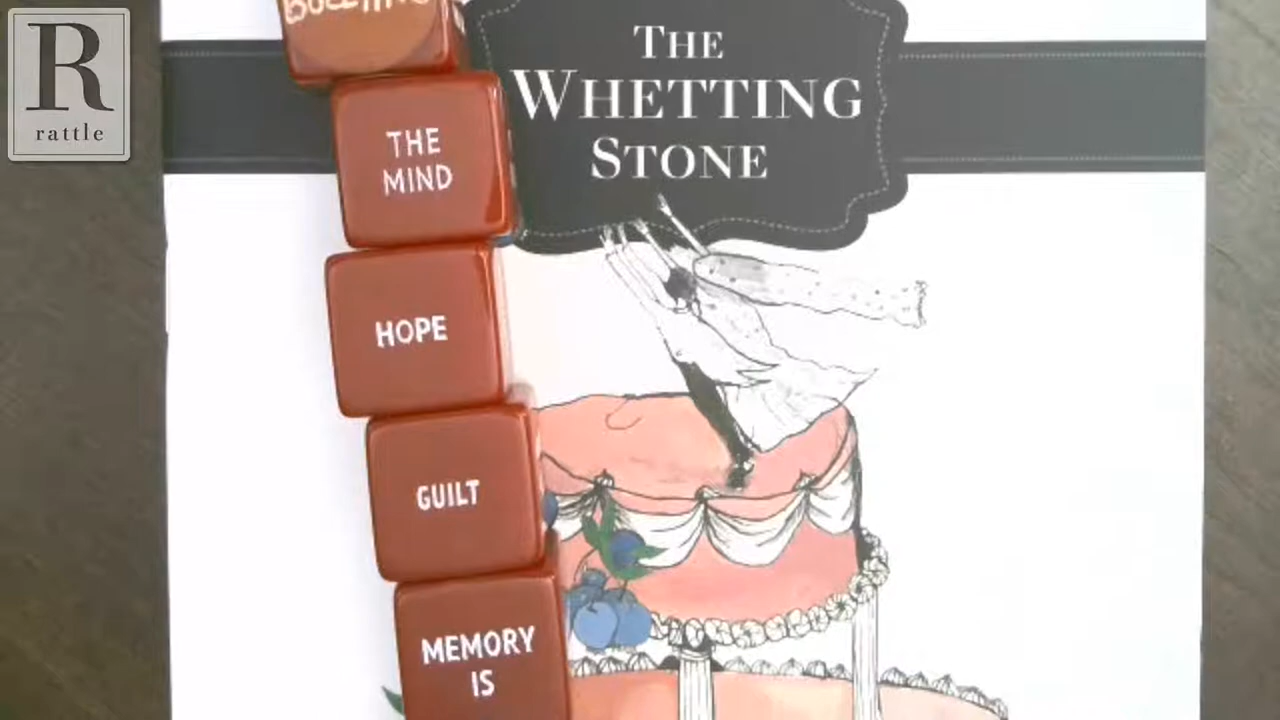 R
rattle
THE
WHETTING
STONE
THE
MIND
HOPE
GUILT
MEMORY
IS